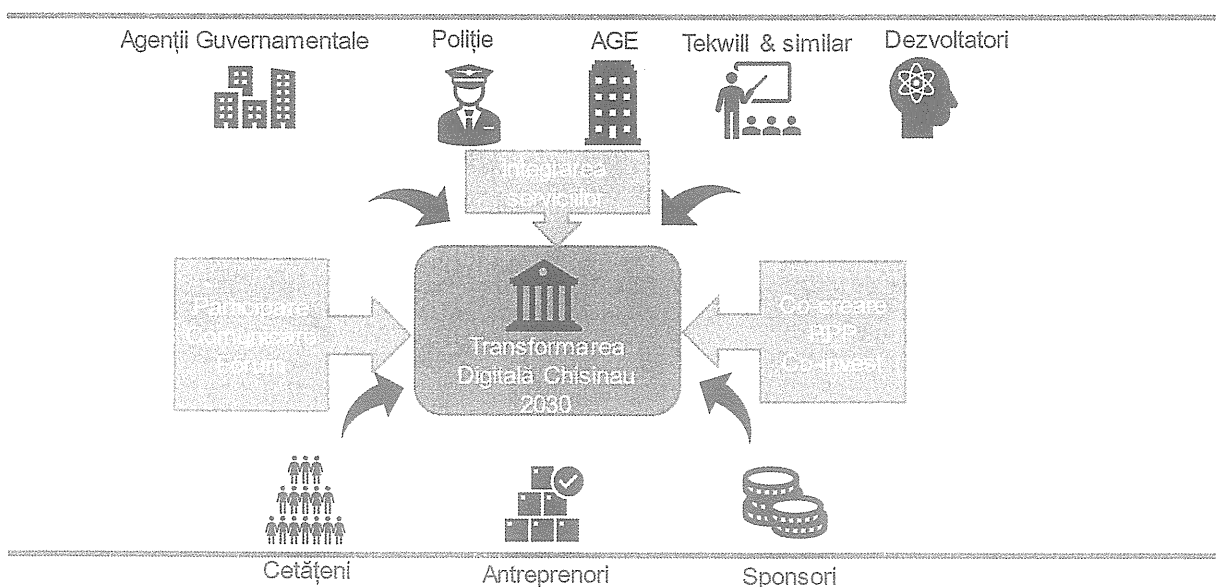 Agenții Guvernamentale
Poliție
AGE
Tekwill & similar
Dezvoltatori
Integrarea
serviciilor
Participare
Comunicare
Forum
Transformarea
Digitală Chisinau
2030
Co-creare
PPP
Co-invest
Cetățeni
Antreprenori
Sponsori